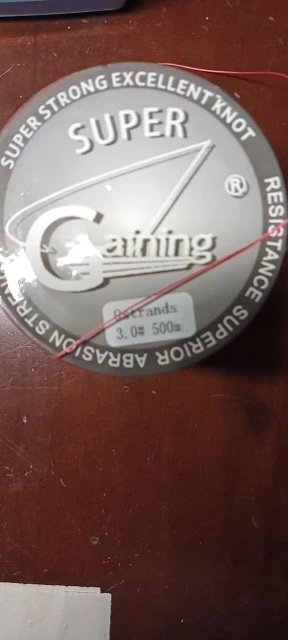 SUPER STRONG EXCELLENT KNOT
RESISTANCE SUPERIOR ABRASION
SUPER
Gaining
®
8strands
3.0# 500m